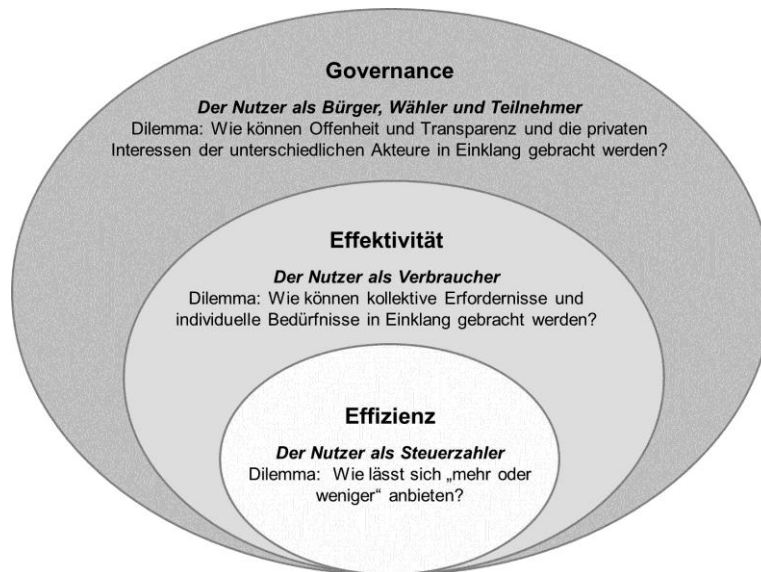 Governance
Der Nutzer als Bürger, Wähler und Teilnehmer
Dilemma: Wie können Offenheit und Transparenz und die privaten
Interessen der unterschiedlichen Akteure in Einklang gebracht werden?
Effektivität
Der Nutzer als Verbraucher
Dilemma: Wie können kollektive Erfordernisse und
individuelle Bedürfnisse in Einklang gebracht werden?
Effizienz
Der Nutzer als Steuerzahler
Dilemma: Wie lässt sich „mehr oder
weniger“ anbieten?